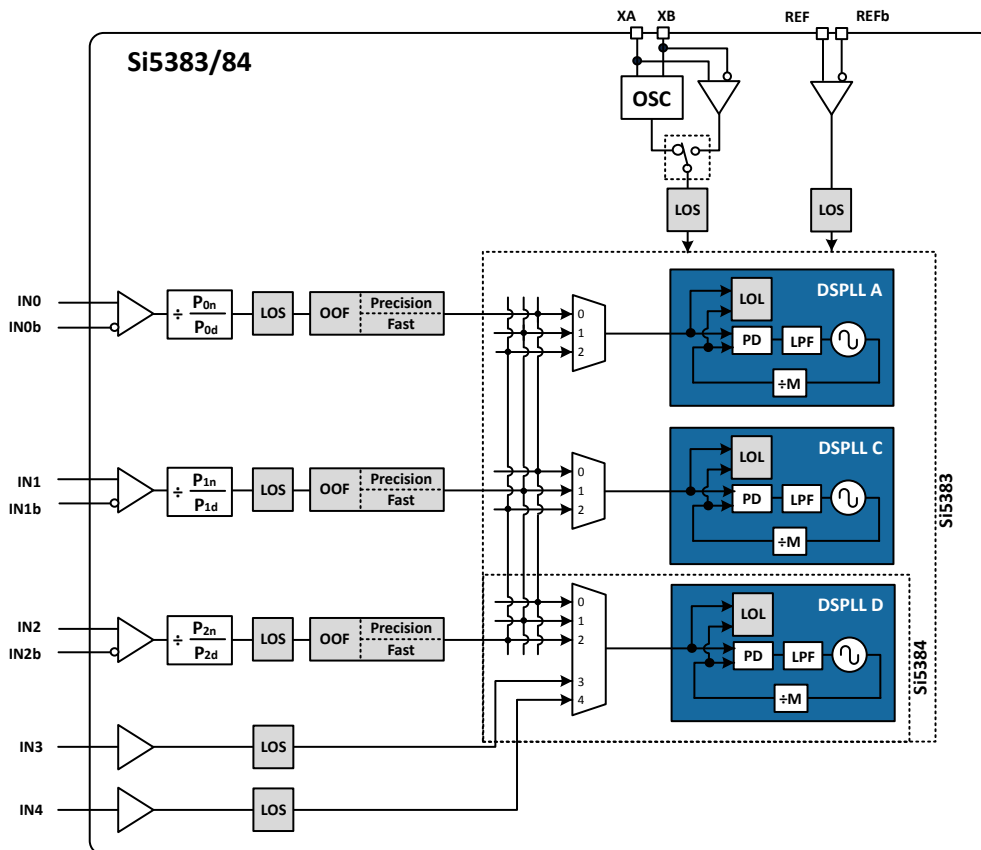 XA XB REF REFb
Si5383/84
OSC
LOS LOS
DSPLL A
LOL
IN0
IN0b
÷ P0n
P0d
LOS OOF Precision
Fast
0
1
2
PD LPF
÷M
DSPLL C
LOL
IN1
IN1b
÷ P1n
P1d
LOS OOF Precision
Fast
0
1
2
PD LPF
÷M
Si5383
DSPLL D
LOL
IN2
IN2b
÷ P2n
P2d
LOS OOF Precision
Fast
0
1
2
3
4
PD LPF
÷M
Si5384
IN3 LOS
IN4 LOS